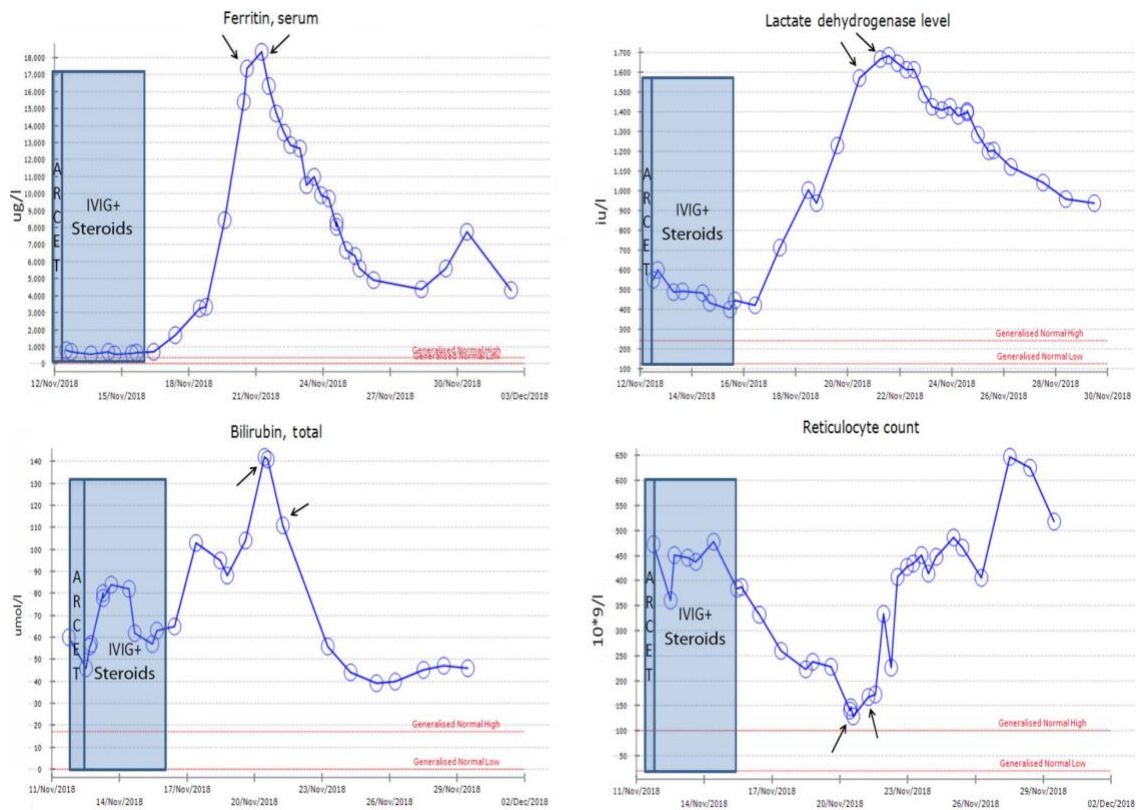 Ferritin, serum
18,000
17,000
16,000
15,000
14,000
13,000
12,000
11,000
10,000
9,000
8,000
7,000
6,000
5,000
4,000
3,000
2,000
1,000
0
ug/l
A
R
C
E
T
IVIG+
Steroids
Generalised Normal High
Generalised Normal Low
12/Nov/2018
15/Nov/2018
18/Nov/2018
21/Nov/2018
24/Nov/2018
27/Nov/2018
30/Nov/2018
03/Dec/2018
Lactate dehydrogenase level
1,700
1,600
1,500
1,400
1,300
1,200
1,100
1,000
900
800
700
600
500
400
300
200
100
iu/l
A
R
C
E
T
IVIG+
Steroids
Generalised Normal High
Generalised Normal Low
12/Nov/2018
14/Nov/2018
16/Nov/2018
18/Nov/2018
20/Nov/2018
22/Nov/2018
24/Nov/2018
26/Nov/2018
28/Nov/2018
30/Nov/2018
Bilirubin, total
140
130
120
110
100
90
80
70
60
50
40
30
20
10
0
umol/l
A
R
C
E
T
IVIG+
Steroids
Generalised Normal High
Generalised Normal Low
11/Nov/2018
14/Nov/2018
17/Nov/2018
20/Nov/2018
23/Nov/2018
26/Nov/2018
29/Nov/2018
02/Dec/2018
Reticulocyte count
650
600
550
500
450
400
350
300
250
200
150
100
50
10*9/l
A
R
C
E
T
IVIG+
Steroids
Generalised Normal High
Generalised Normal Low
11/Nov/2018
14/Nov/2018
17/Nov/2018
20/Nov/2018
23/Nov/2018
26/Nov/2018
29/Nov/2018
02/Dec/2018